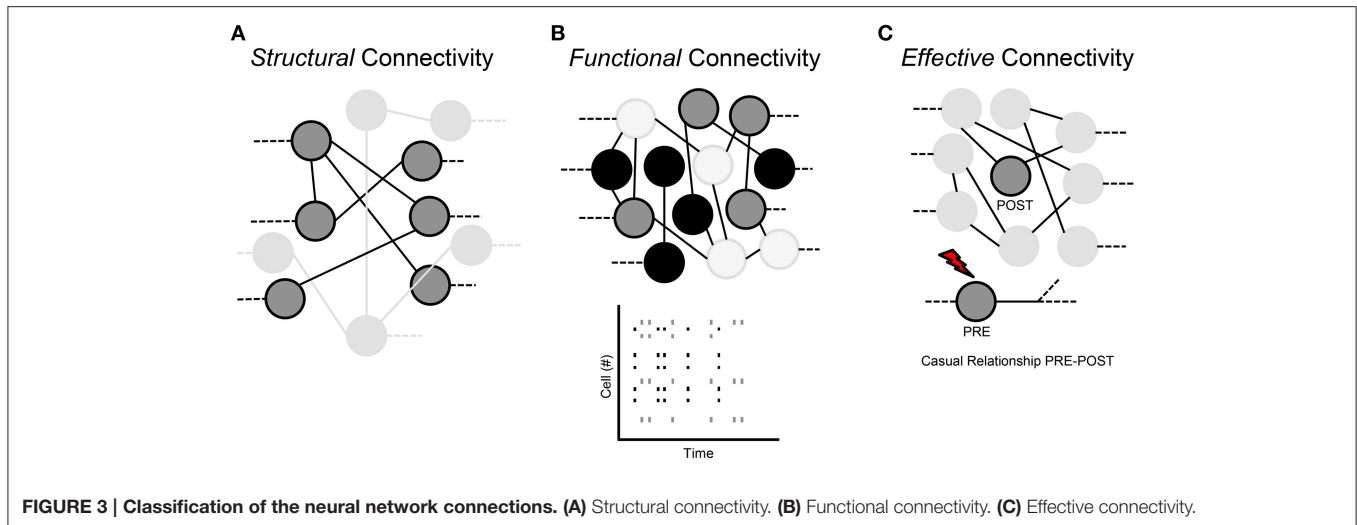 A
Structural Connectivity
B
Functional Connectivity
Cell (#)
Time
C
Effective Connectivity
POST
PRE
Casual Relationship PRE-POST
FIGURE 3 | Classification of the neural network connections. (A) Structural connectivity. (B) Functional connectivity. (C) Effective connectivity.